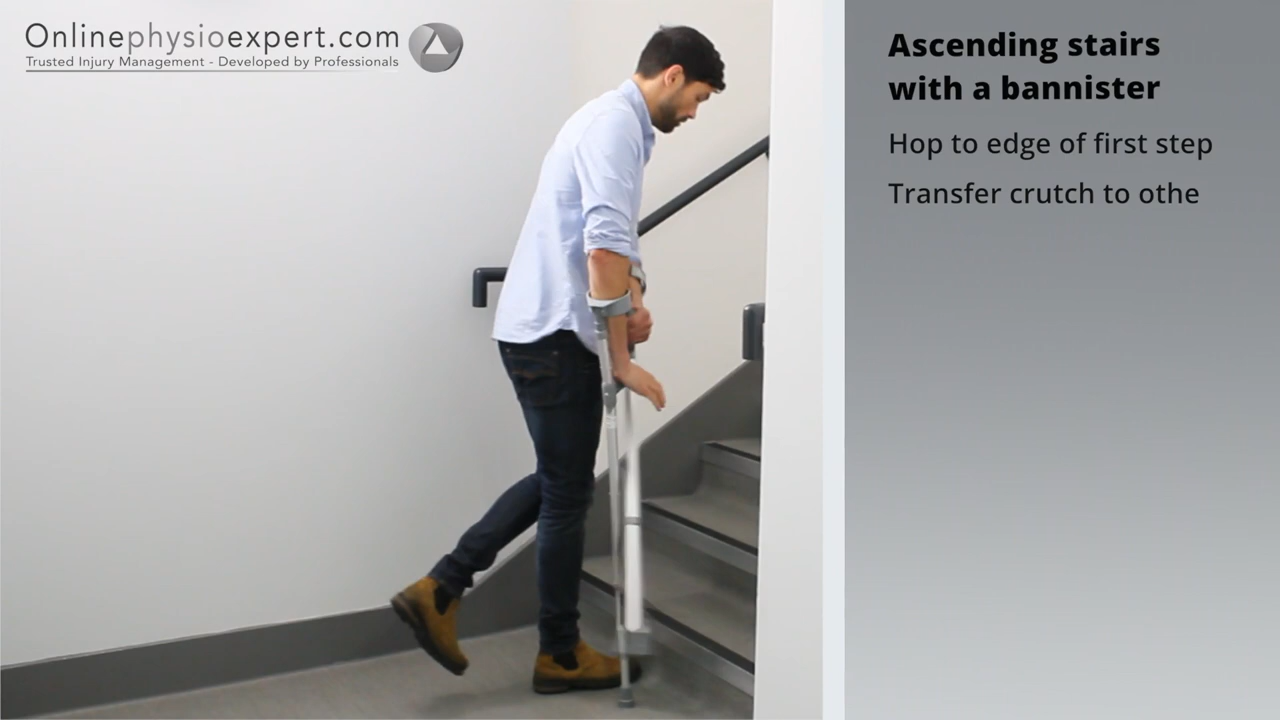 Onlinephysioexpert.com
Trusted Injury Management - Developed by Professionals
Ascending stairs
with a bannister
Hop to edge of first step
Transfer crutch to othe